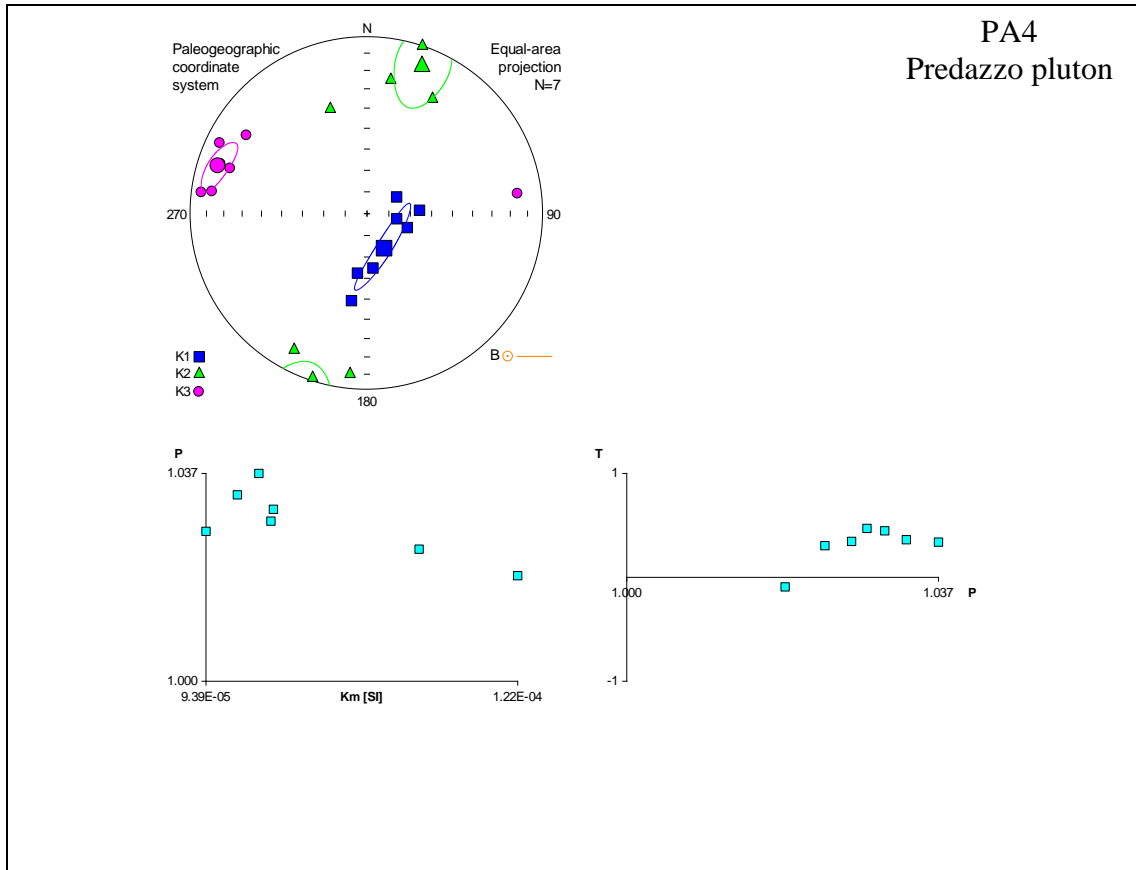 PA4
Predazzo pluton
N
Paleogeographic
coordinate
system
Equal-area
projection
N=7
270
90
K1
K2
K3
B
180
P
1.037
1.000
9.39E-05
Km [SI]
1.22E-04
T
1
1.000
1.037
P
-1